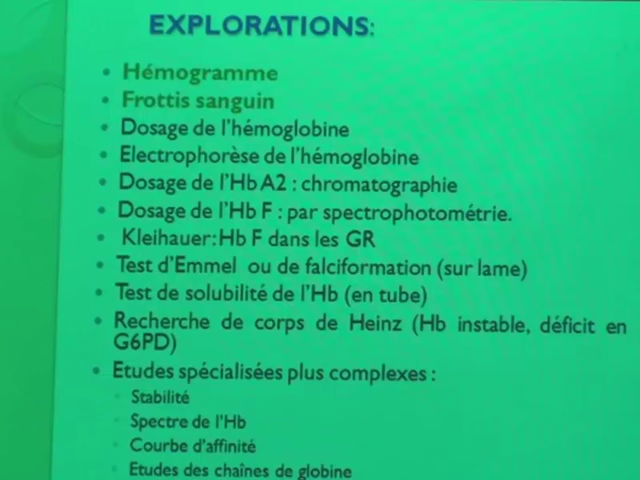 EXPLORATIONS:
• Hémogramme
• Frottis sanguin
• Dosage de l'hémoglobine
• Electrophorèse de l'hémoglobine
• Dosage de l'Hb A2 : chromatographie
• Dosage de l'Hb F : par spectrophotométrie.
• Kleihauer: Hb F dans les GR
• Test d'Emmel ou de falciformation (sur lame)
• Test de solubilité de l'Hb (en tube)
• Recherche de corps de Heinz (Hb instable, déficit en
G6PD)
• Etudes spécialisées plus complexes :
• Stabilité
• Spectre de l'Hb
• Courbe d'affinité
• Etudes des chaînes de globine